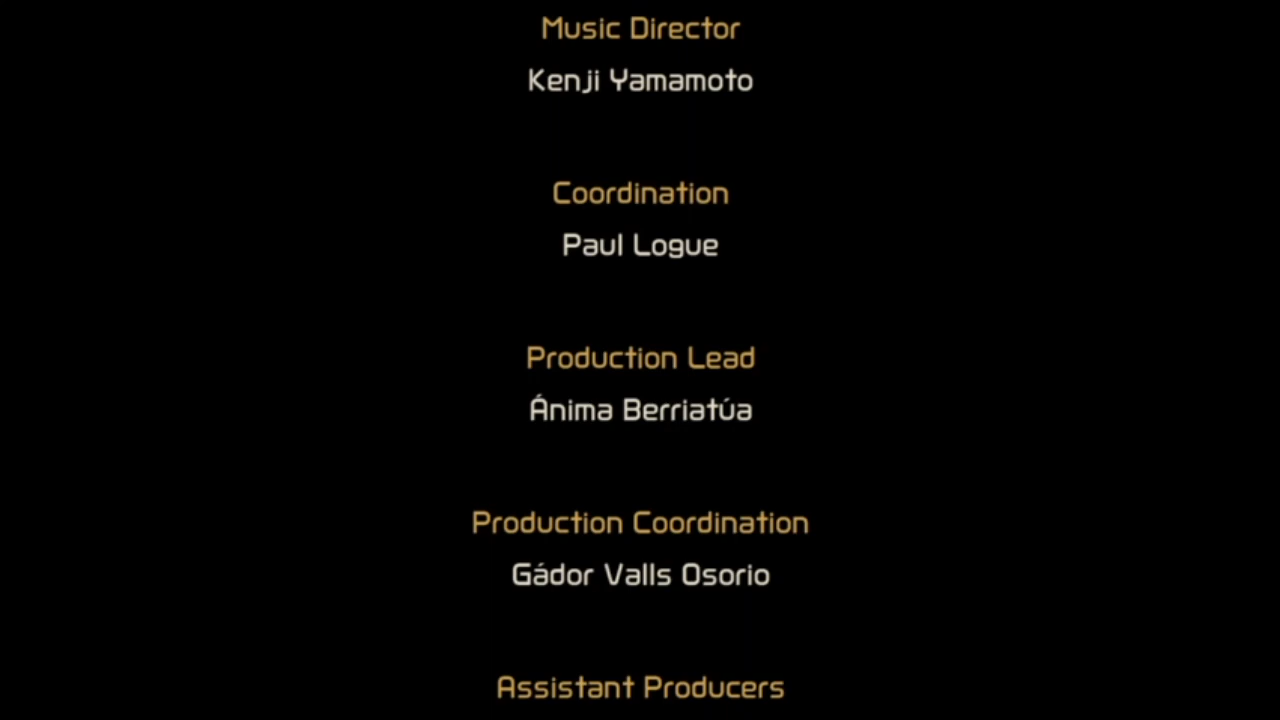 Music Director
Kenji Yamamoto
Coordination
Paul Logue
Production Lead
Ánima Berriatúa
Production Coordination
Gádor Valls Osorio
Assistant Producers